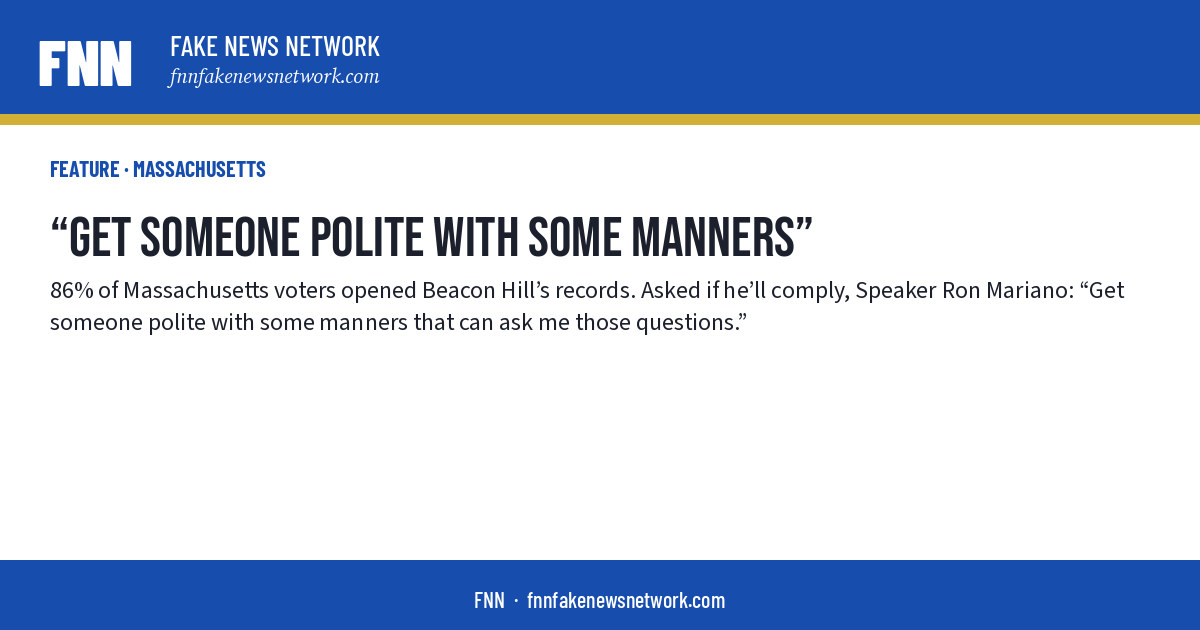 FNN
FAKE NEWS NETWORK
fnnfakenewsnetwork.com
FEATURE · MASSACHUSETTS
“GET SOMEONE POLITE WITH SOME MANNERS”
86% of Massachusetts voters opened Beacon Hill’s records. Asked if he’ll comply, Speaker Ron Mariano: “Get
someone polite with some manners that can ask me those questions.”
FNN · fnnfakenewsnetwork.com